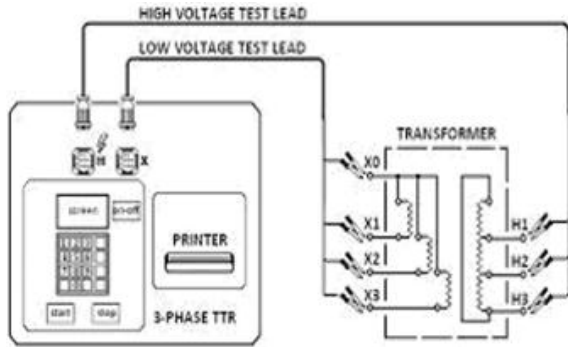 HIGH VOLTAGE TEST LEAD
LOW VOLTAGE TEST LEAD
TRANSFORMER
H X
X0
screen
on-off
X1
H1
PRINTER
X2
H2
X3
H3
start
stop
3-PHASE TTR